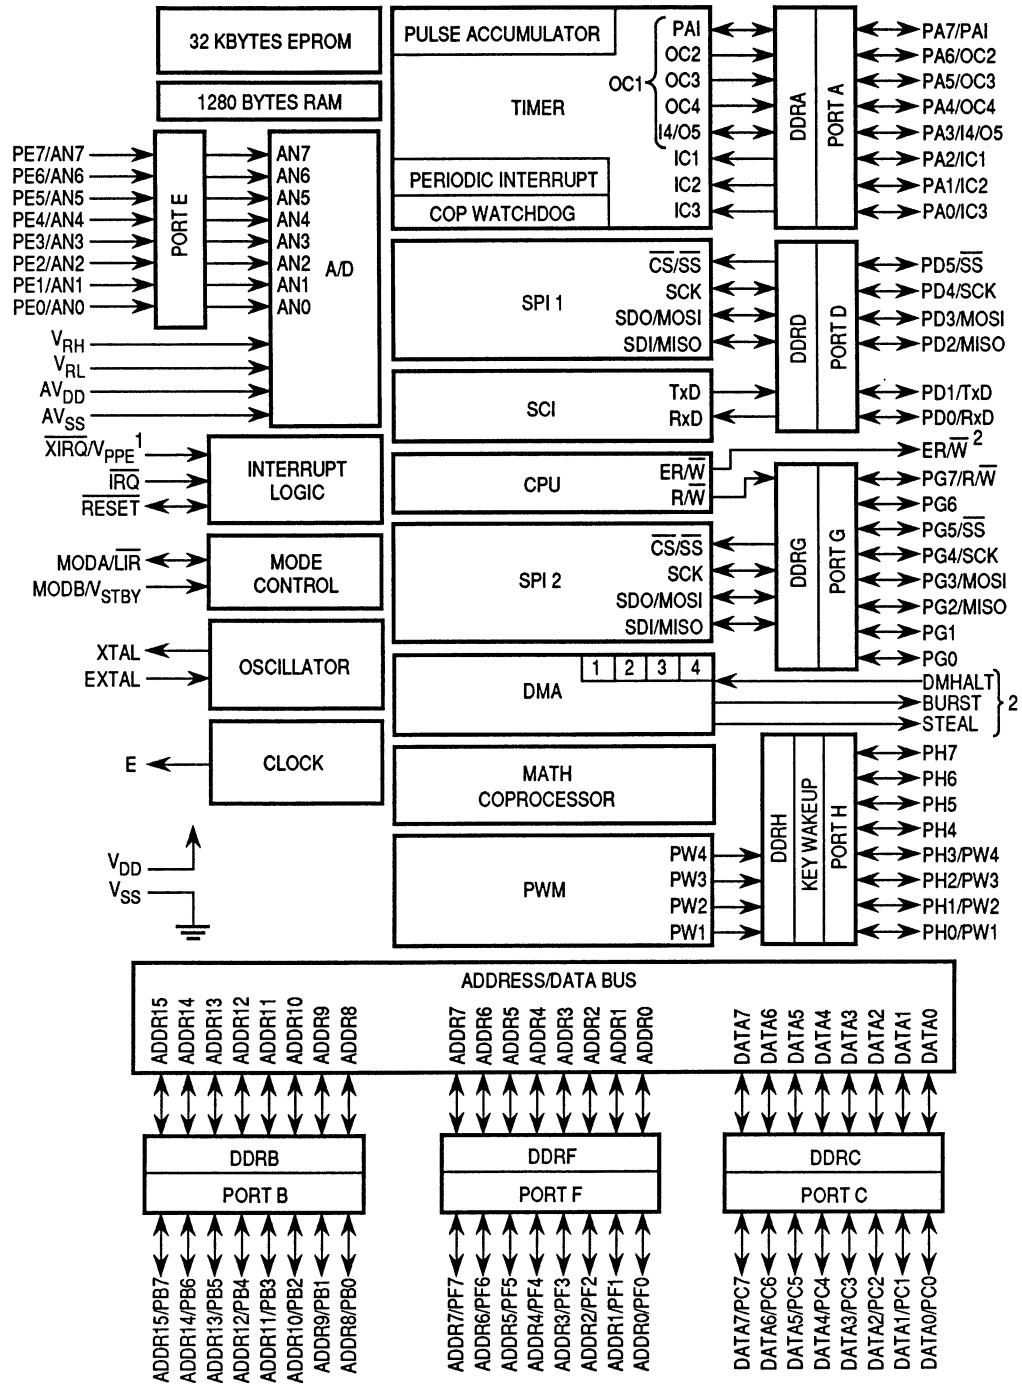 32 KBYTES EPROM
1280 BYTES RAM
PE7/AN7
PE6/AN6
PE5/AN5
PE4/AN4
PE3/AN3
PE2/AN2
PE1/AN1
PE0/AN0
PORT E
AN7
AN6
AN5
AN4
AN3
AN2
AN1
AN0
A/D
VRH
VRL
AVDD
AVSS
XIRQ/VPPE 1
IRQ
RESET
INTERRUPT
LOGIC
MODA/LIR
MODB/VSTBY
MODE
CONTROL
XTAL
EXTAL
OSCILLATOR
E
CLOCK
VDD
VSS
PULSE ACCUMULATOR
TIMER
PERIODIC INTERRUPT
COP WATCHDOG
OC1
PAI
OC2
OC3
OC4
I4/O5
IC1
IC2
IC3
DDRA
PORT A
PA7/PAI
PA6/OC2
PA5/OC3
PA4/OC4
PA3/I4/O5
PA2/IC1
PA1/IC2
PA0/IC3
SPI 1
CS/SS
SCK
SDO/MOSI
SDI/MISO
SCI
TxD
RxD
DDRD
PORT D
PD5/SS
PD4/SCK
PD3/MOSI
PD2/MISO
PD1/TxD
PD0/RxD
CPU
ER/W
R/W
ER/W 2
SPI 2
CS/SS
SCK
SDO/MOSI
SDI/MISO
DDRG
PORT G
PG7/R/W
PG6
PG5/SS
PG4/SCK
PG3/MOSI
PG2/MISO
PG1
PG0
DMA
1 2 3 4
DMHALT
BURST
STEAL
2
MATH
COPROCESSOR
PWM
PW4
PW3
PW2
PW1
DDRH
KEY WAKEUP
PORT H
PH7
PH6
PH5
PH4
PH3/PW4
PH2/PW3
PH1/PW2
PH0/PW1
ADDRESS/DATA BUS
ADDR15
ADDR14
ADDR13
ADDR12
ADDR11
ADDR10
ADDR9
ADDR8
ADDR7
ADDR6
ADDR5
ADDR4
ADDR3
ADDR2
ADDR1
ADDR0
DATA7
DATA6
DATA5
DATA4
DATA3
DATA2
DATA1
DATA0
DDRB
PORT B
DDRF
PORT F
DDRC
PORT C
ADDR15/PB7
ADDR14/PB6
ADDR13/PB5
ADDR12/PB4
ADDR11/PB3
ADDR10/PB2
ADDR9/PB1
ADDR8/PB0
ADDR7/PF7
ADDR6/PF6
ADDR5/PF5
ADDR4/PF4
ADDR3/PF3
ADDR2/PF2
ADDR1/PF1
ADDR0/PF0
DATA7/PC7
DATA6/PC6
DATA5/PC5
DATA4/PC4
DATA3/PC3
DATA2/PC2
DATA1/PC1
DATA0/PC0